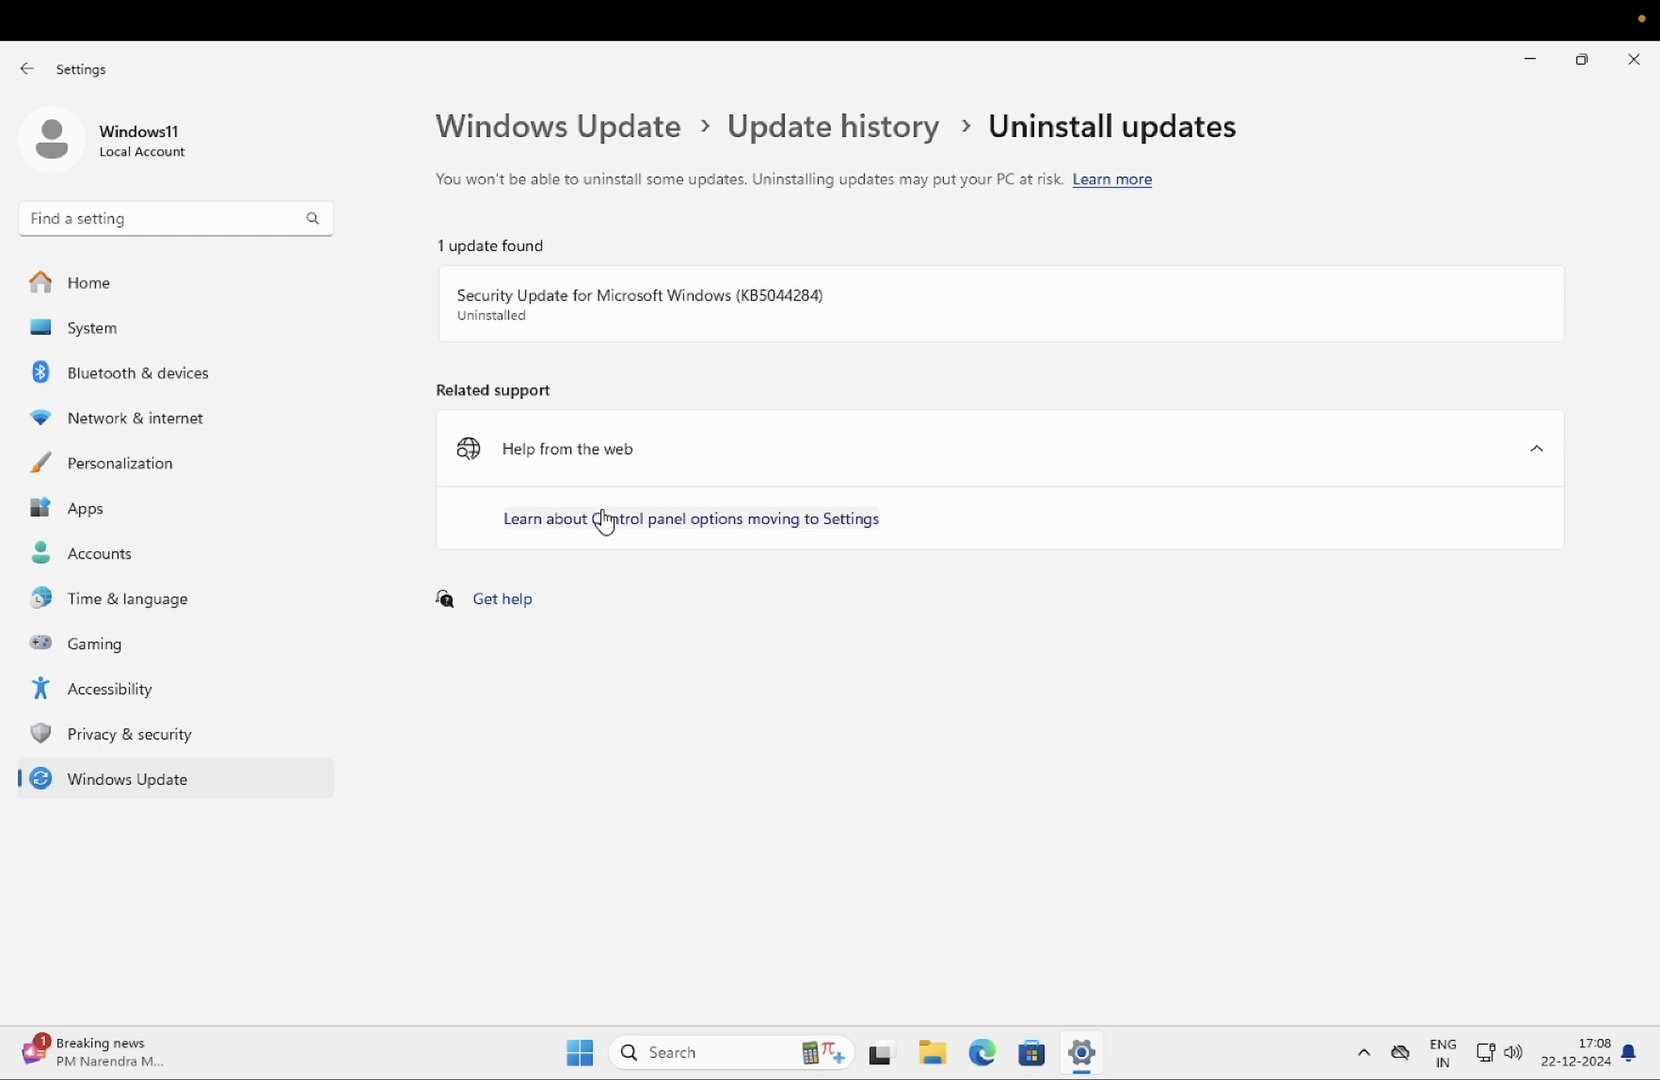 Settings
Windows11
Local Account
Find a setting
Home
System
Bluetooth & devices
Network & internet
Personalization
Apps
Accounts
Time & language
Gaming
Accessibility
Privacy & security
Windows Update
Windows Update › Update history › Uninstall updates
You won't be able to uninstall some updates. Uninstalling updates may put your PC at risk. Learn more
1 update found
Security Update for Microsoft Windows (KB5044284)
Uninstalled
Related support
Help from the web
Learn about Control panel options moving to Settings
Get help
1
Breaking news
PM Narendra M...
Search
ENG
IN
17:08
22-12-2024